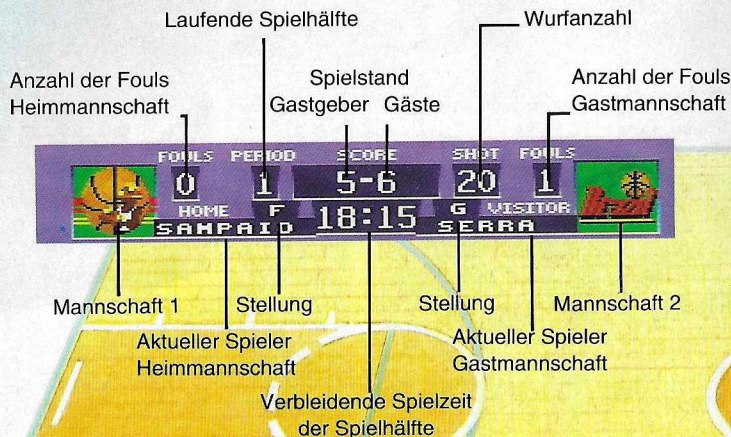 Laufende Spielhälfte
Wurfanzahl
Anzahl der Fouls
Heimmannschaft
Spielstand
Gastgeber Gäste
Anzahl der Fouls
Gastmannschaft
FOULS PERIOD SCORE SHOT FOULS
0 1 5-6 20 1
HOME F 18:15 G VISITOR
SAMPAIO SERRA
Mannschaft 1
Stellung
Stellung
Mannschaft 2
Aktueller Spieler
Heimmannschaft
Aktueller Spieler
Gastmannschaft
Verbleidende Spielzeit
der Spielhälfte